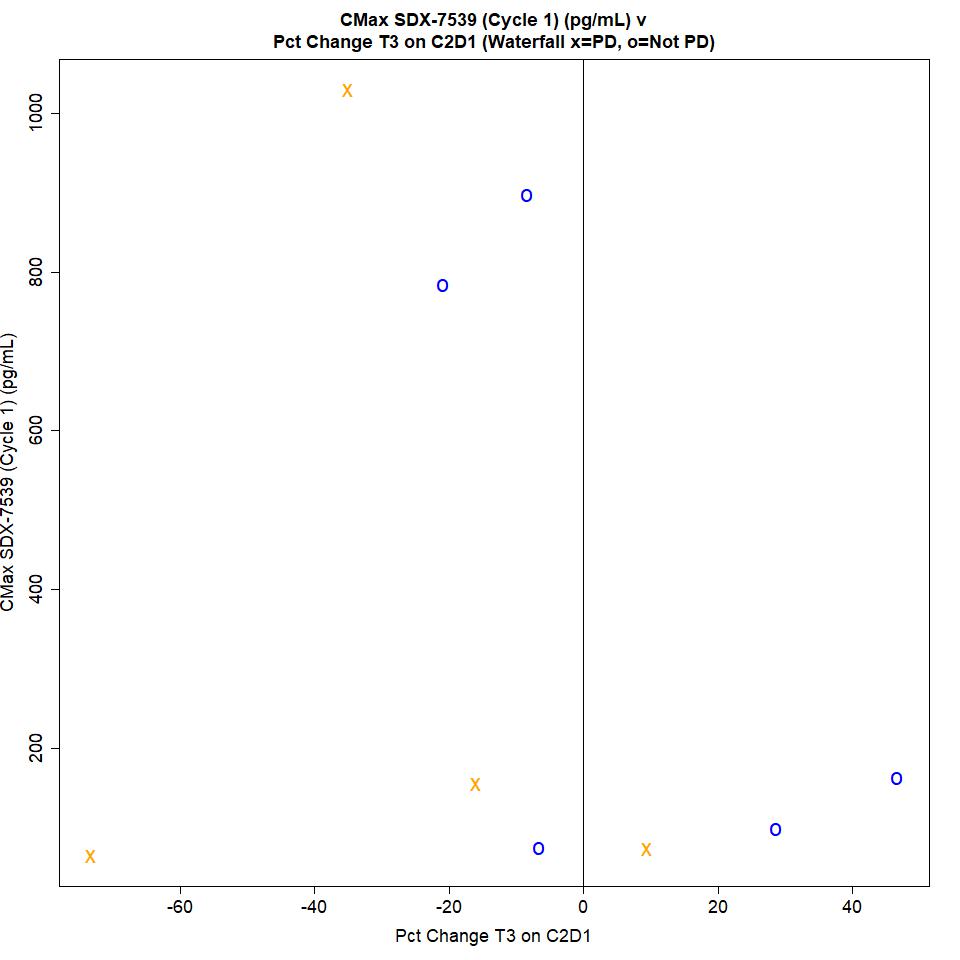 CMax SDX-7539 (Cycle 1) (pg/mL) v
Pct Change T3 on C2D1 (Waterfall x=PD, o=Not PD)
CMax SDX-7539 (Cycle 1) (pg/mL)
1000
800
600
400
200
X
O
O
X
O
X
O
O
X
-60
-40
-20
0
20
40
Pct Change T3 on C2D1